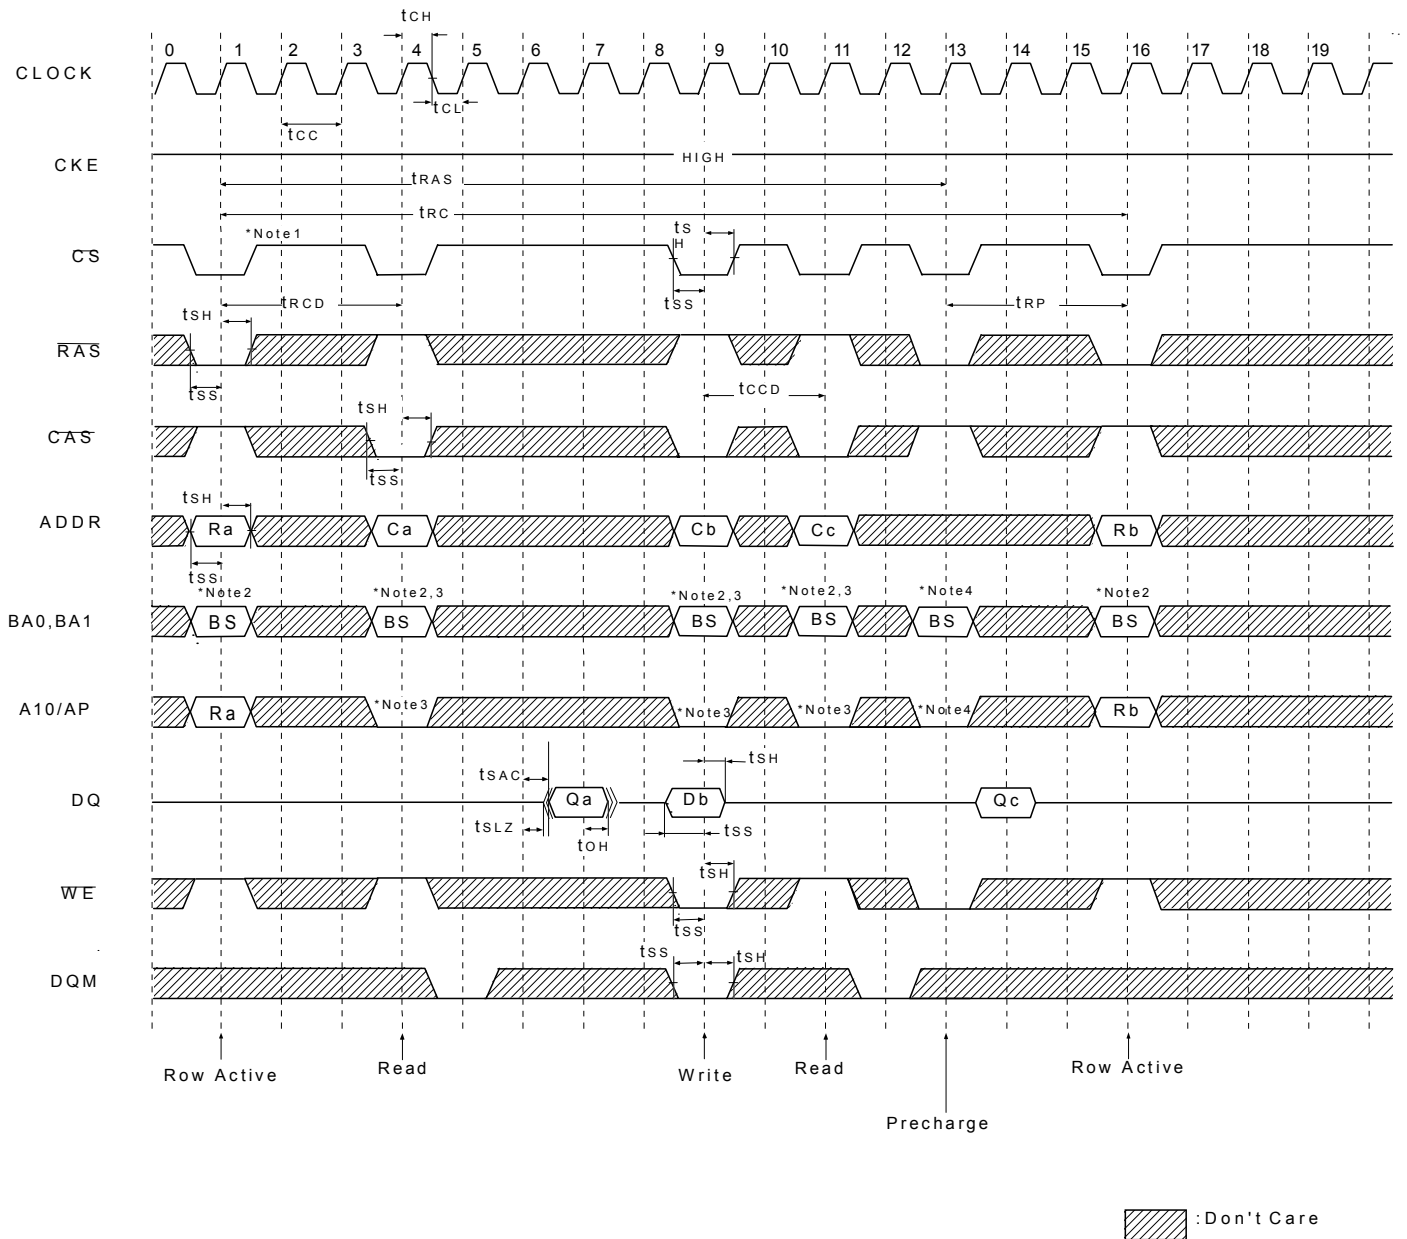 tCH
0 1 2 3 4 5 6 7 8 9 10 11 12 13 14 15 16 17 18 19
CLOCK
tCL
tCC
CKE
HIGH
tRAS
tRC
*Note1
tSH
CS
tSS
tRCD
tRP
tSH
RAS
tSS
tCCD
tSH
CAS
tSS
tSH
ADDR
Ra Ca Cb Cc Rb
tSS
*Note2 *Note2,3 *Note2,3 *Note2,3 *Note4 *Note2
BA0,BA1
BS BS BS BS BS BS
A10/AP
Ra *Note3 *Note3 *Note3 *Note4 Rb
tSH
tSAC
DQ
Qa Db Qc
tSLZ
tOH
tSS
tSH
WE
tSS
tSS tSH
DQM
Row Active
Read
Write
Read
Row Active
Precharge
:Don't Care